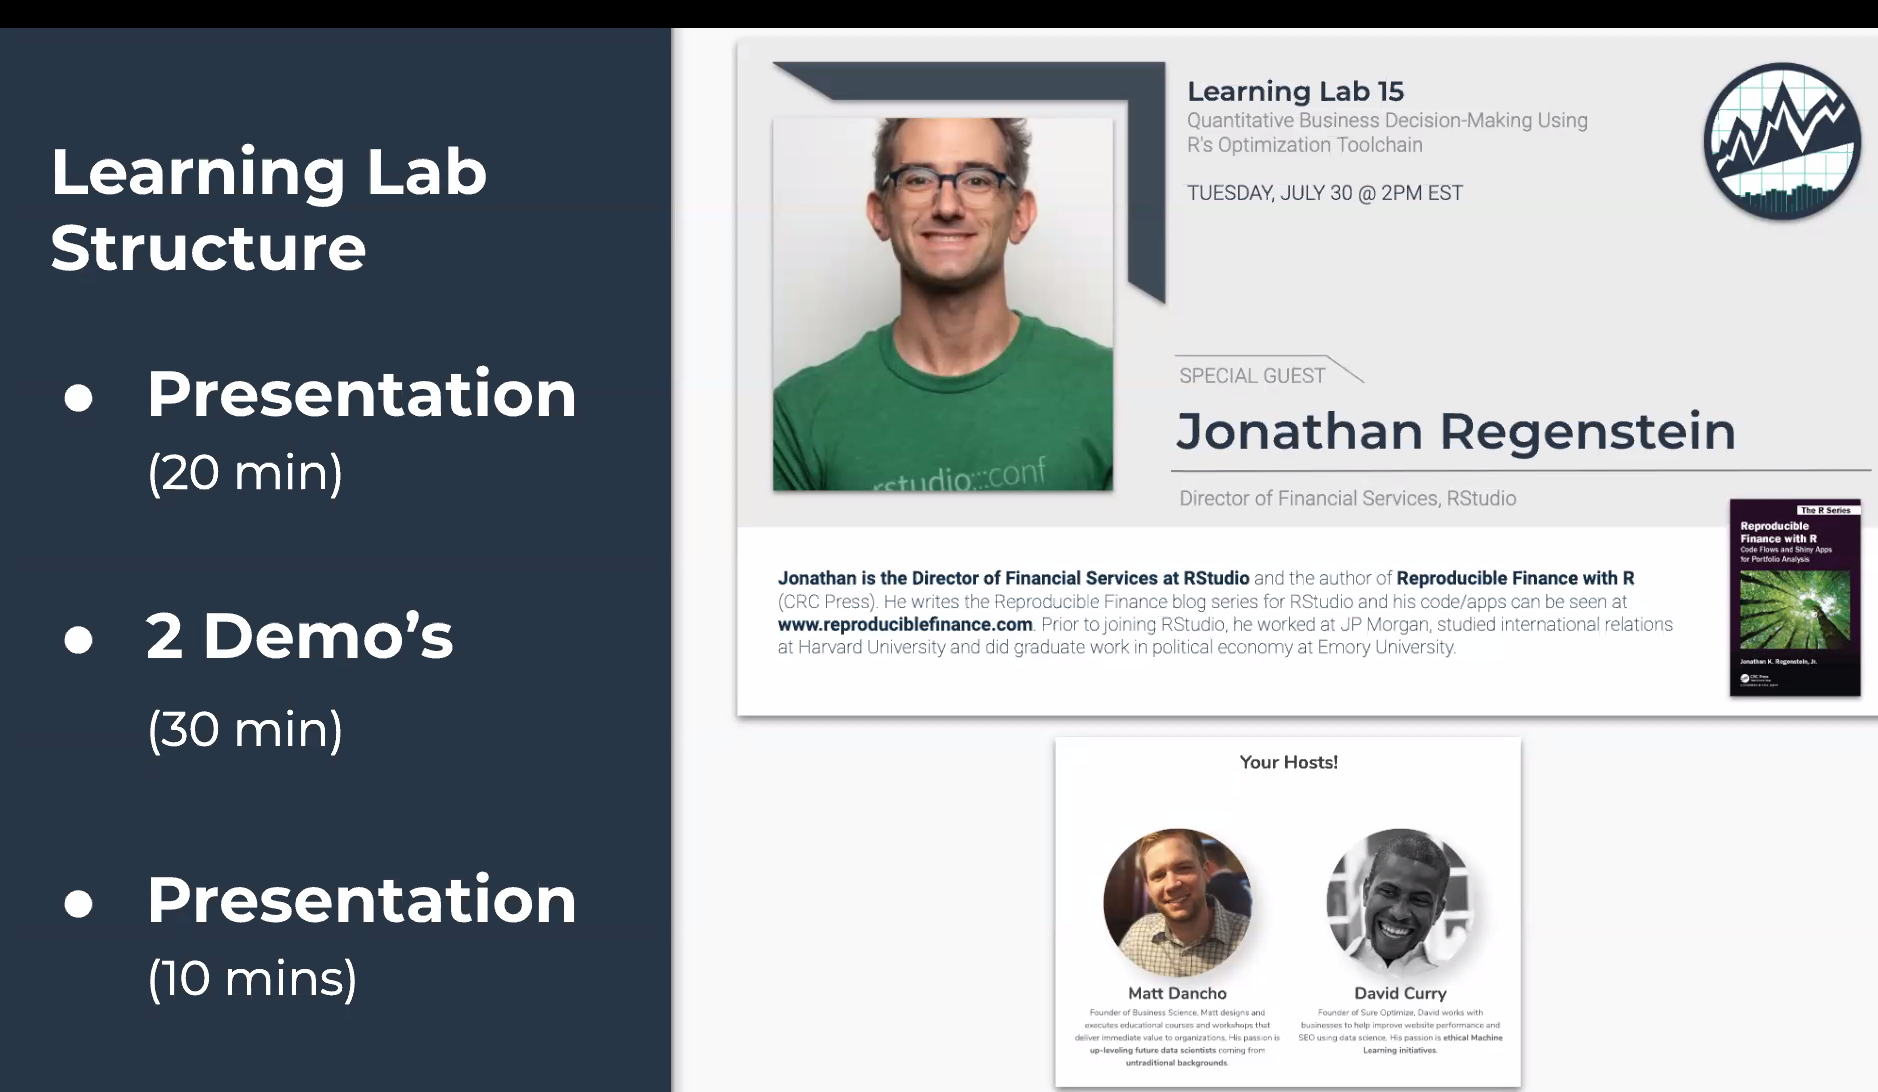 Learning Lab
Structure
● Presentation
(20 min)
● 2 Demo’s
(30 min)
● Presentation
(10 mins)
Learning Lab 15
Quantitative Business Decision-Making Using
R's Optimization Toolchain
TUESDAY, JULY 30 @ 2PM EST
rstudio::conf
SPECIAL GUEST
Jonathan Regenstein
Director of Financial Services, RStudio
The R Series
Reproducible
Finance with R
Code Flows and Shiny Apps
for Portfolio Analysis
Jonathan K. Regenstein, Jr.
CRC Press
Jonathan is the Director of Financial Services at RStudio and the author of Reproducible Finance with R
(CRC Press). He writes the Reproducible Finance blog series for RStudio and his code/apps can be seen at
www.reproduciblefinance.com. Prior to joining RStudio, he worked at JP Morgan, studied international relations
at Harvard University and did graduate work in political economy at Emory University.
Your Hosts!
Matt Dancho
Founder of Business Science, Matt designs and
executes educational courses and workshops that
deliver immediate value to organizations. His passion is
up-leveling future data scientists coming from
untraditional backgrounds.
David Curry
Founder of Sure Optimize, David works with
businesses to help improve website performance and
SEO using data science. His passion is ethical Machine
Learning initiatives.